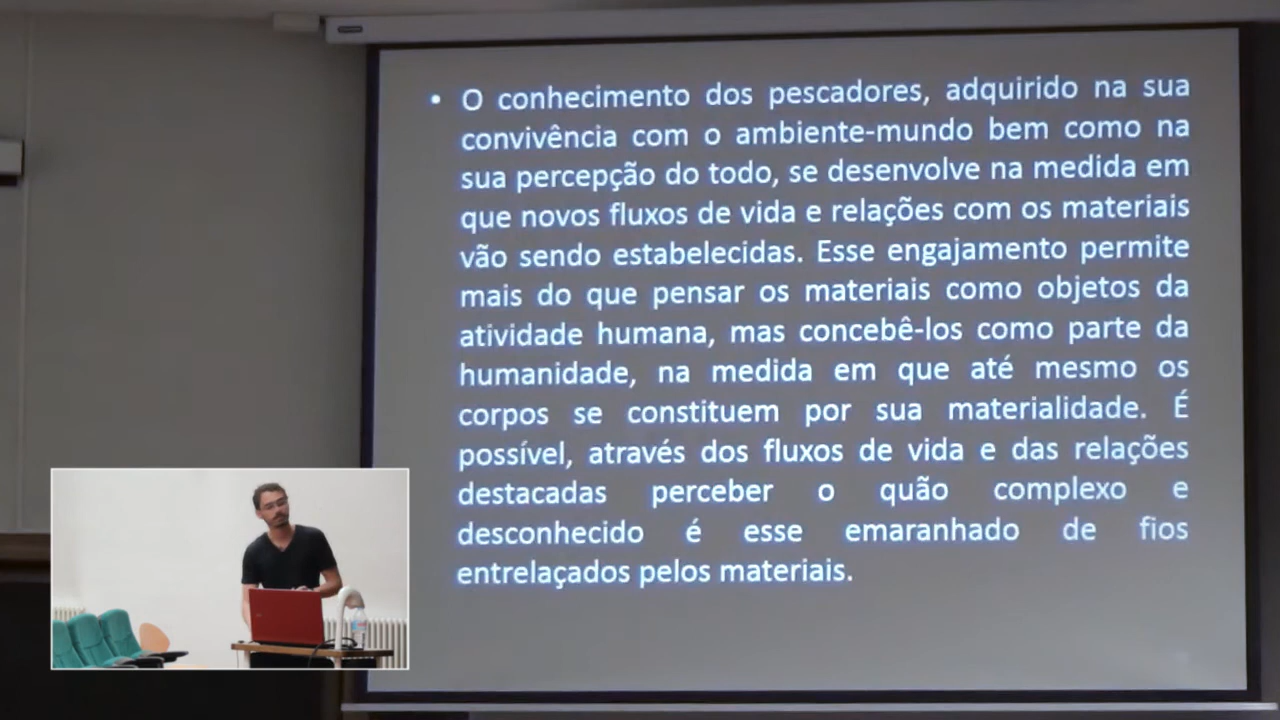 • O conhecimento dos pescadores, adquirido na sua
convivência com o ambiente-mundo bem como na
sua percepção do todo, se desenvolve na medida em
que novos fluxos de vida e relações com os materiais
vão sendo estabelecidas. Esse engajamento permite
mais do que pensar os materiais como objetos da
atividade humana, mas concebê-los como parte da
humanidade, na medida em que até mesmo os
corpos se constituem por sua materialidade. É
possível, através dos fluxos de vida e das relações
destacadas perceber o quão complexo e
desconhecido é esse emaranhado de fios
entrelaçados pelos materiais.